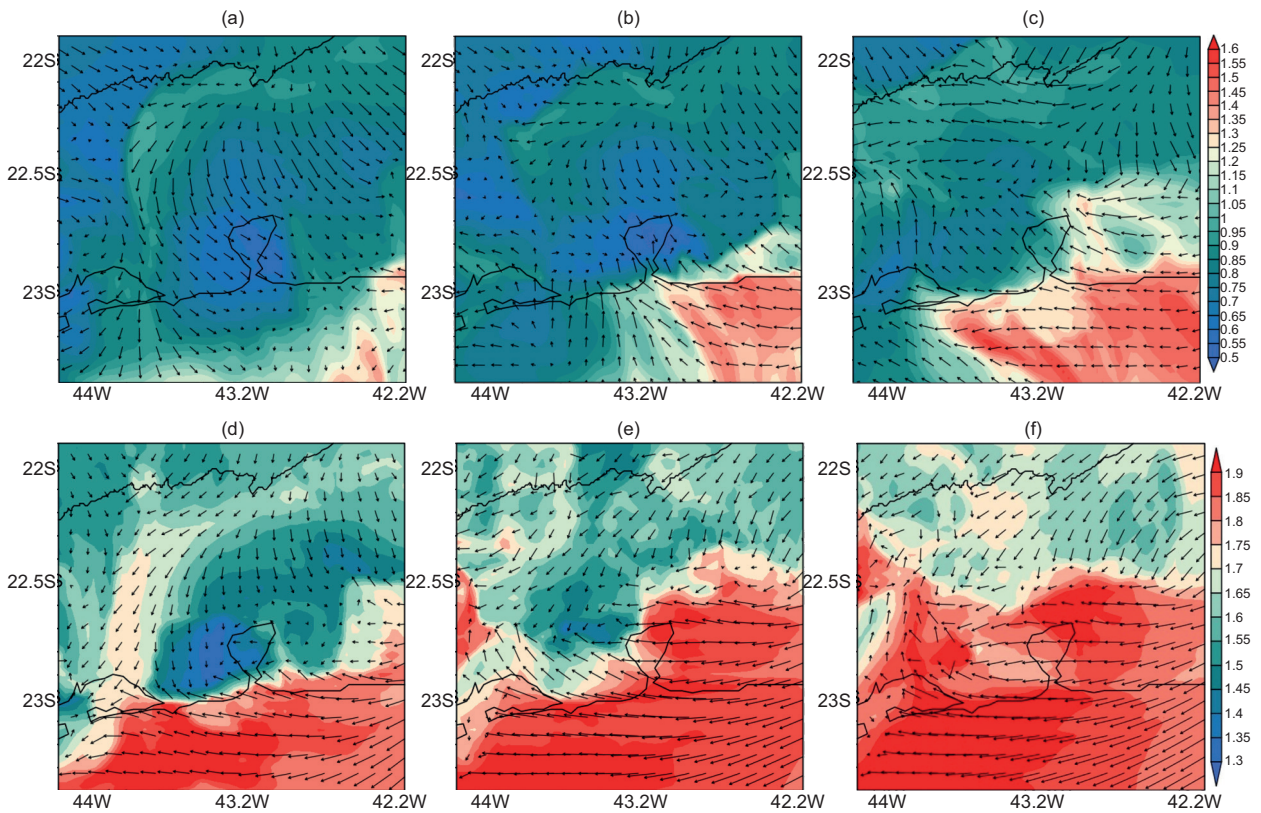 (a)
(b)
(c)
22S
22.5S
23S
44W
43.2W
42.2W
22S
22.5S
23S
44W
43.2W
42.2W
22S
22.5S
23S
44W
43.2W
42.2W
1.6
1.55
1.5
1.45
1.4
1.35
1.3
1.25
1.2
1.15
1.1
1.05
1
0.95
0.9
0.85
0.8
0.75
0.7
0.65
0.6
0.55
0.5
(d)
(e)
(f)
22S
22.5S
23S
44W
43.2W
42.2W
22S
22.5S
23S
44W
43.2W
42.2W
22S
22.5S
23S
44W
43.2W
42.2W
1.9
1.85
1.8
1.75
1.7
1.65
1.6
1.55
1.5
1.45
1.4
1.35
1.3